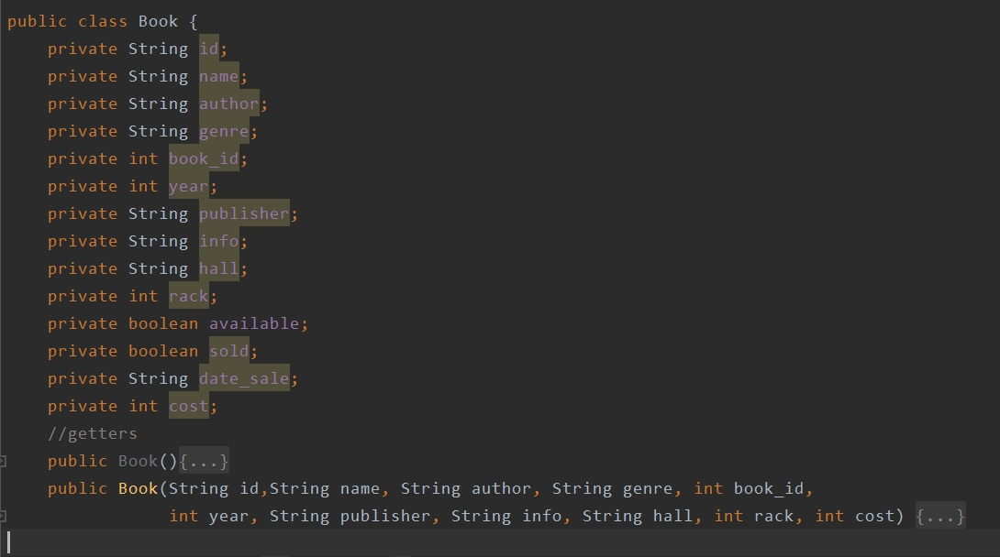 public class Book {
    private String id;
    private String name;
    private String author;
    private String genre;
    private int book_id;
    private int year;
    private String publisher;
    private String info;
    private String hall;
    private int rack;
    private boolean available;
    private boolean sold;
    private String date_sale;
    private int cost;
    //getters
    public Book(){...}
    public Book(String id,String name, String author, String genre, int book_id,
                int year, String publisher, String info, String hall, int rack, int cost) {...}